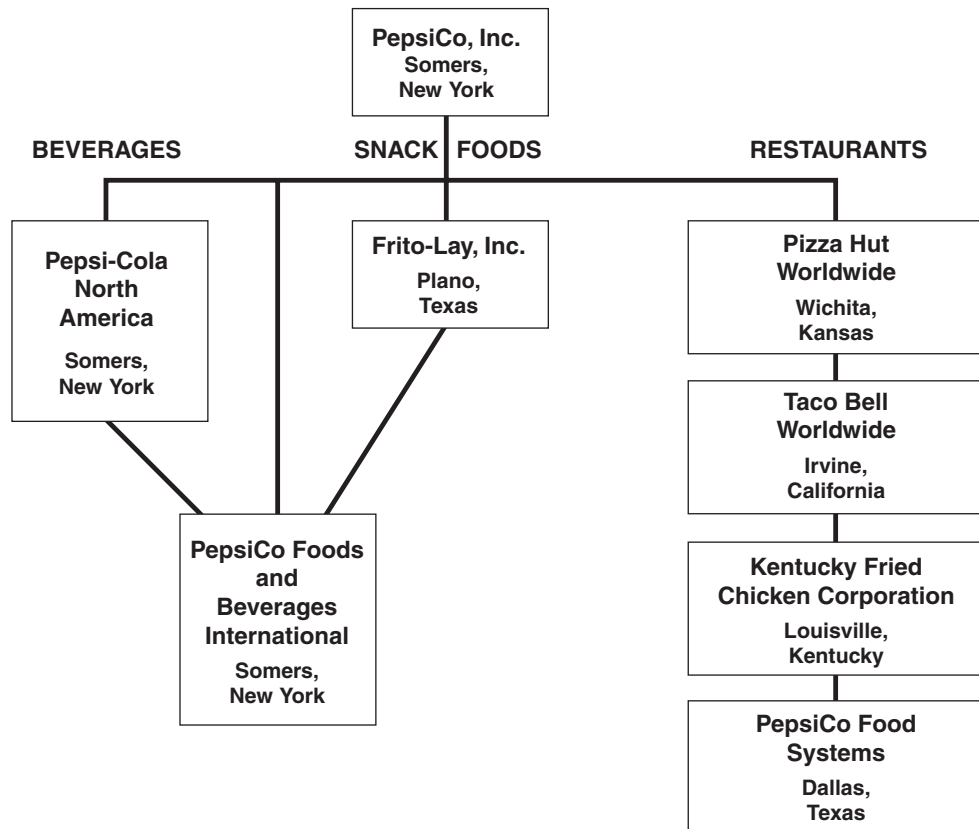 PepsiCo, Inc.
Somers,
New York
BEVERAGES
SNACK FOODS
RESTAURANTS
Pepsi-Cola
North
America
Somers,
New York
Frito-Lay, Inc.
Plano,
Texas
Pizza Hut
Worldwide
Wichita,
Kansas
Taco Bell
Worldwide
Irvine,
California
PepsiCo Foods
and
Beverages
International
Somers,
New York
Kentucky Fried
Chicken Corporation
Louisville,
Kentucky
PepsiCo Food
Systems
Dallas,
Texas